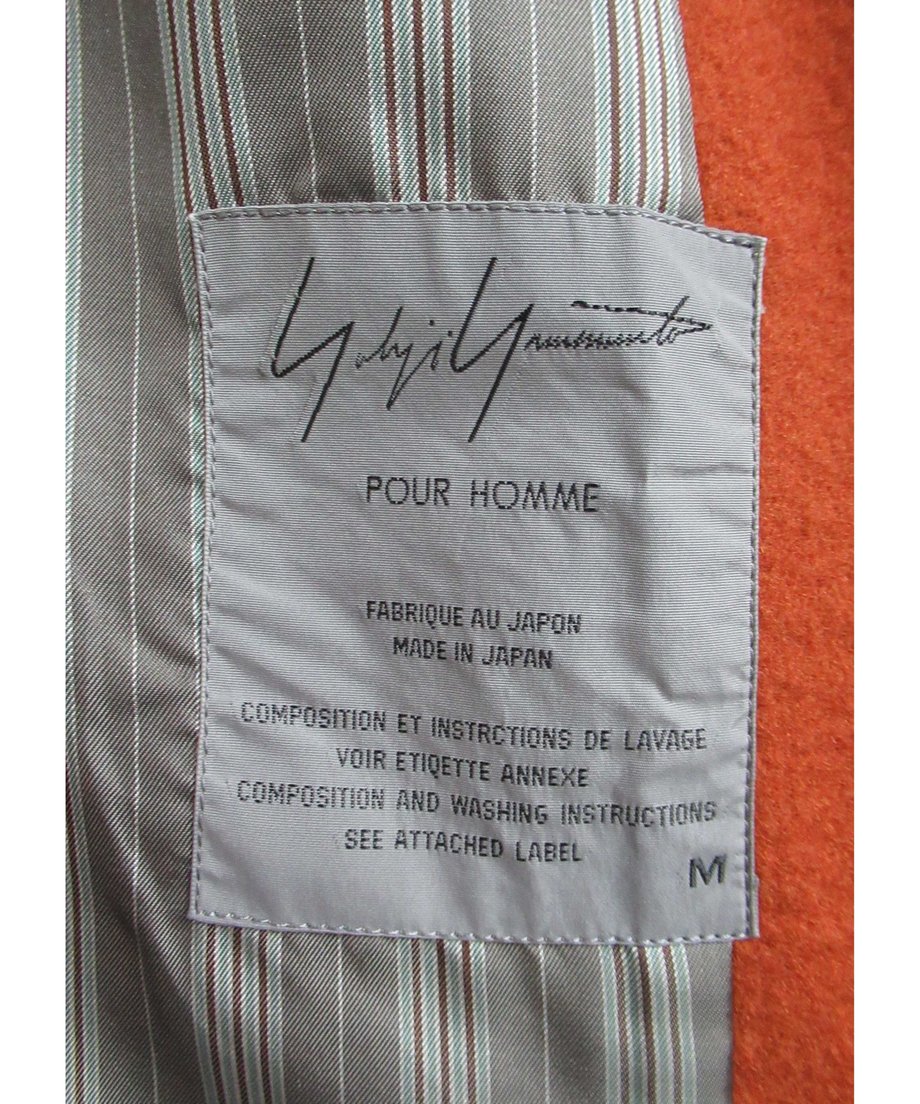 Yohji Yamamoto
POUR HOMME
FABRIQUE AU JAPON
MADE IN JAPAN
COMPOSITION ET INSTRCTIONS DE LAVAGE
VOIR ETIQETTE ANNEXE
COMPOSITION AND WASHING INSTRUCTIONS
SEE ATTACHED LABEL
M